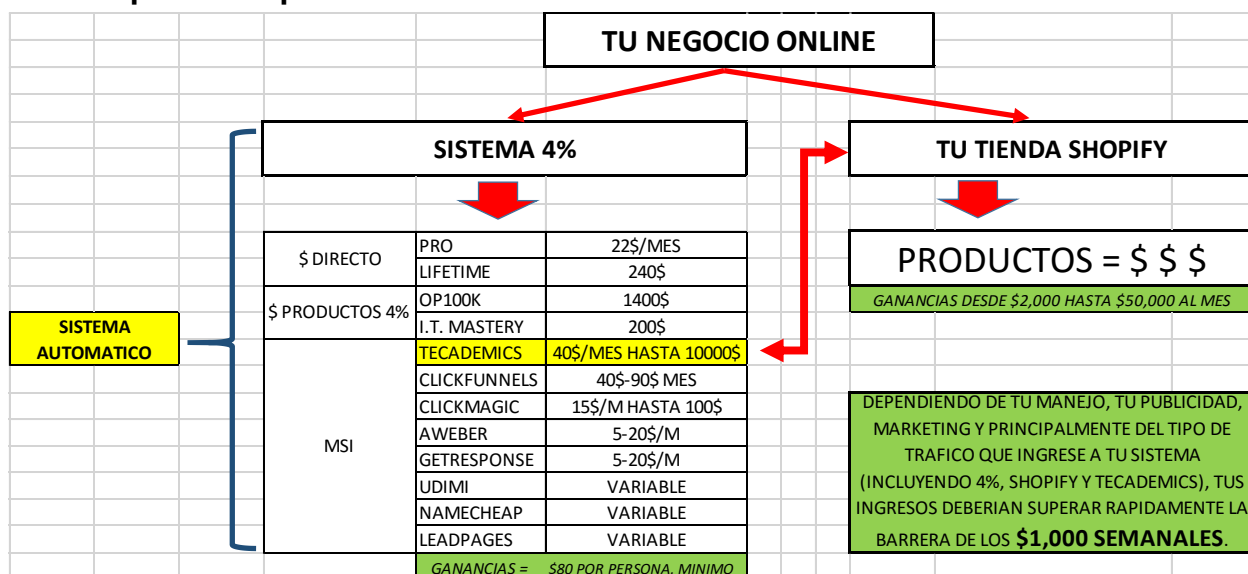 TU NEGOCIO ONLINE
SISTEMA 4%
TU TIENDA SHOPIFY
$ DIRECTO
PRO 22$/MES
LIFETIME 240$
$ PRODUCTOS 4%
OP100K 1400$
I.T. MASTERY 200$
MSI
TECADEMICS 40$/MES HASTA 10000$
CLICKFUNNELS 40$-90$ MES
CLICKMAGIC 15$/M HASTA 100$
AWEBER 5-20$/M
GETRESPONSE 5-20$/M
UDIMI VARIABLE
NAMECHEAP VARIABLE
LEADPAGES VARIABLE
GANANCIAS = $80 POR PERSONA, MINIMO
SISTEMA
AUTOMATICO
PRODUCTOS = $ $ $
GANANCIAS DESDE $2,000 HASTA $50,000 AL MES
DEPENDIENDO DE TU MANEJO, TU PUBLICIDAD,
MARKETING Y PRINCIPALMENTE DEL TIPO DE
TRAFICO QUE INGRESE A TU SISTEMA
(INCLUYENDO 4%, SHOPIFY Y TECADEMICS), TUS
INGRESOS DEBERIAN SUPERAR RAPIDAMENTE LA
BARRERA DE LOS $1,000 SEMANALES.